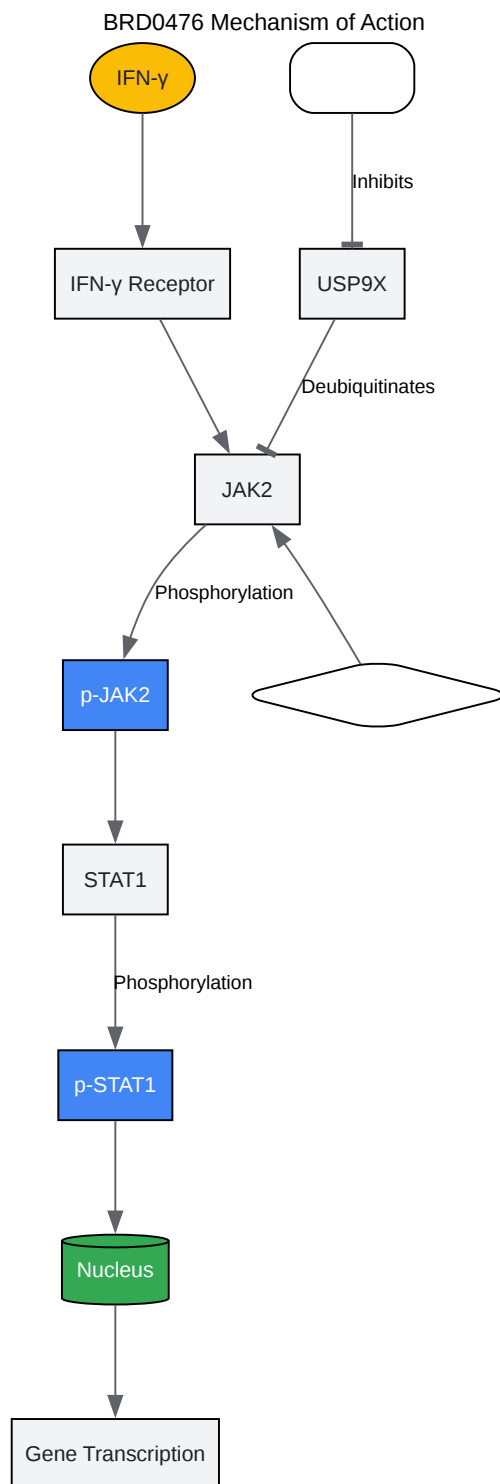 BRD0476 Mechanism of Action
IFN-γ
Inhibits
IFN-γ Receptor
USP9X
Deubiquitinates
JAK2
Phosphorylation
p-JAK2
STAT1
Phosphorylation
p-STAT1
Nucleus
Gene Transcription